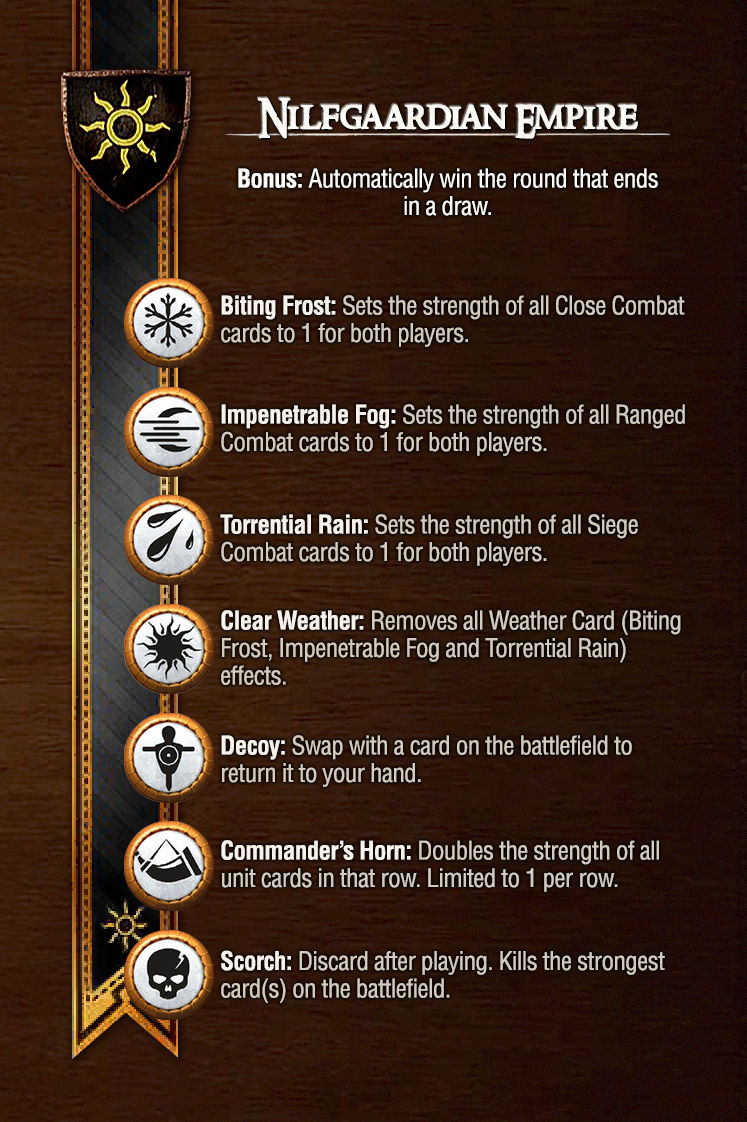 NILFGAARDIAN EMPIRE
Bonus: Automatically win the round that ends
in a draw.
Biting Frost: Sets the strength of all Close Combat
cards to 1 for both players.
Impenetrable Fog: Sets the strength of all Ranged
Combat cards to 1 for both players.
Torrential Rain: Sets the strength of all Siege
Combat cards to 1 for both players.
Clear Weather: Removes all Weather Card (Biting
Frost, Impenetrable Fog and Torrential Rain)
effects.
Decoy: Swap with a card on the battlefield to
return it to your hand.
Commander's Horn: Doubles the strength of all
unit cards in that row. Limited to 1 per row.
Scorch: Discard after playing. Kills the strongest
card(s) on the battlefield.